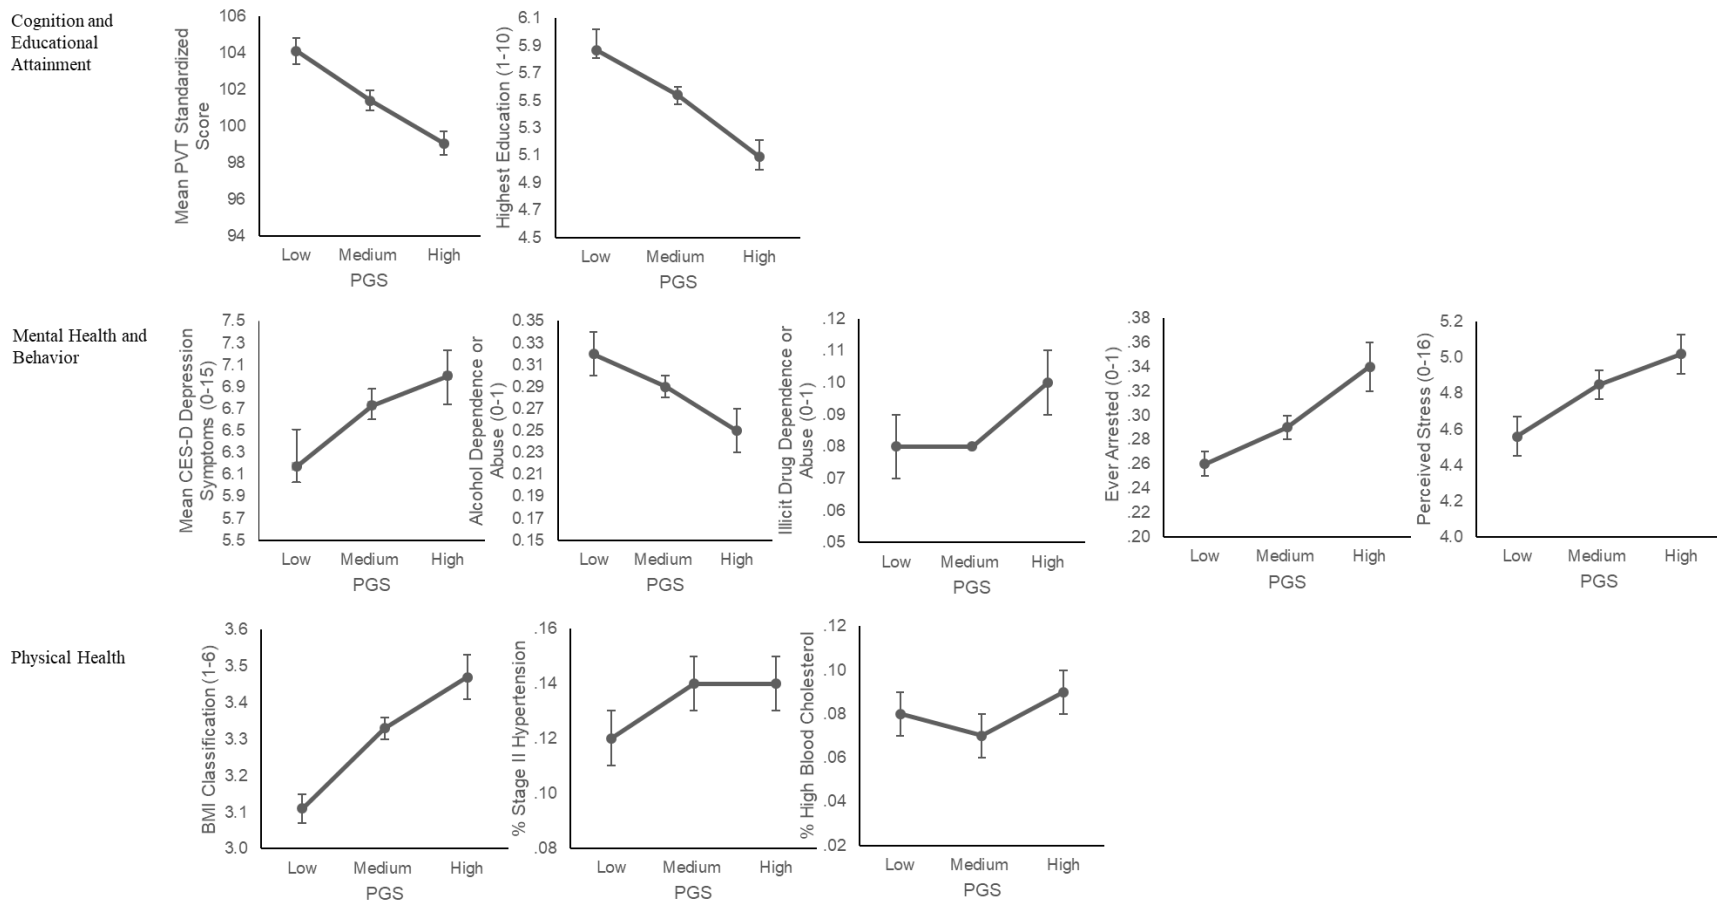 Cognition and
Educational
Attainment
Mean PVT Standardized
Score
106
104
102
100
98
96
94
Low
Medium
High
PGS
Highest Education (1-10)
6.1
5.9
5.7
5.5
5.3
5.1
4.9
4.7
4.5
Low
Medium
High
PGS
Mental Health and
Behavior
Mean CES-D Depression
Symptoms (0-15)
7.5
7.3
7.1
6.9
6.7
6.5
6.3
6.1
5.9
5.7
5.5
Low
Medium
High
PGS
Alcohol Dependence or
Abuse (0-1)
0.35
0.33
0.31
0.29
0.27
0.25
0.23
0.21
0.19
0.17
0.15
Low
Medium
High
PGS
Illicit Drug Dependence or
Abuse (0-1)
.12
.11
.10
.09
.08
.07
.06
.05
Low
Medium
High
PGS
Ever Arrested (0-1)
.38
.36
.34
.32
.30
.28
.26
.24
.22
.20
Low
Medium
High
PGS
Perceived Stress (0-16)
5.2
5.0
4.8
4.6
4.4
4.2
4.0
Low
Medium
High
PGS
Physical Health
BMI Classification (1-6)
3.6
3.5
3.4
3.3
3.2
3.1
3.0
Low
Medium
High
PGS
% Stage II Hypertension
.16
.14
.12
.10
.08
Low
Medium
High
PGS
% High Blood Cholesterol
.12
.10
.08
.06
.04
.02
Low
Medium
High
PGS